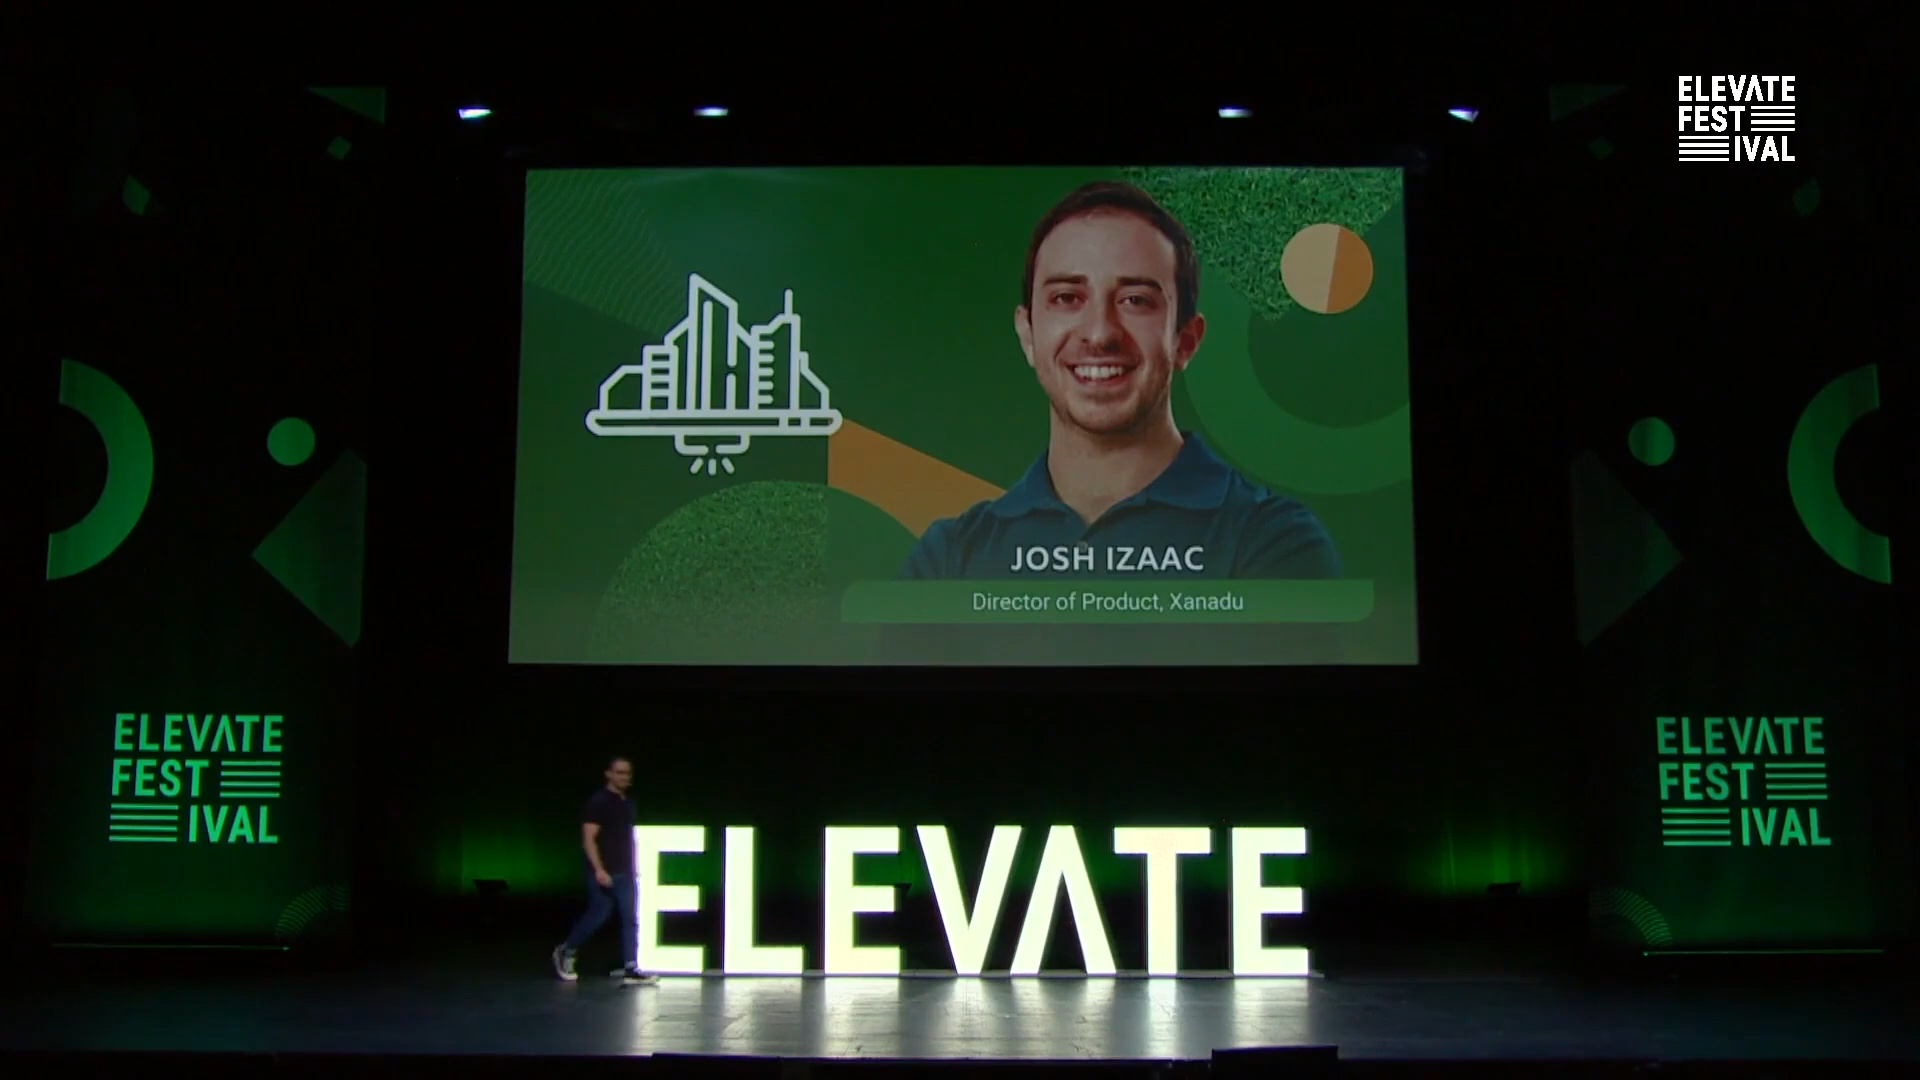 ELEVATE
FEST
IVAL
JOSH IZAAC
Director of Product, Xanadu
ELEVATE
FEST
IVAL
ELEVATE
FEST
IVAL
ELEVATE